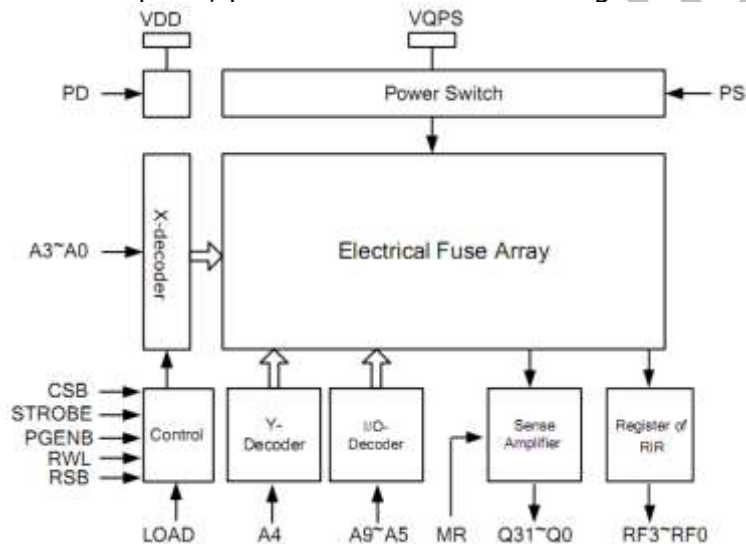 VDD
VQPS
PD
Power Switch
PS
X-decoder
A3~A0
Electrical Fuse Array
CSB
STROBE
PGENB
RWL
RSB
Control
Y-
Decoder
I/O-
Decoder
Sense
Amplifier
Register of
RIR
LOAD
A4
A9~A5
MR
Q31~Q0
RF3~RF0